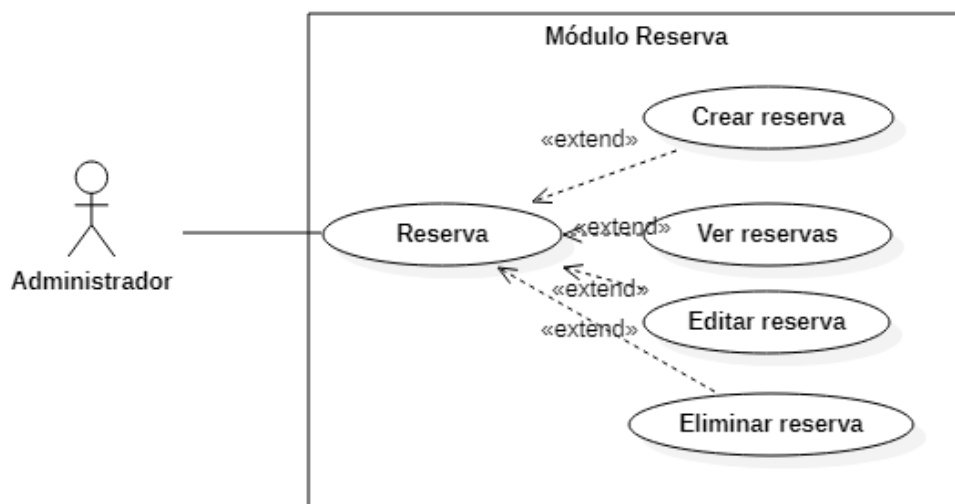 Módulo Reserva
Crear reserva
«extend»
Reserva
«extend»
Ver reservas
Administrador
«extend»
Editar reserva
«extend»
Eliminar reserva